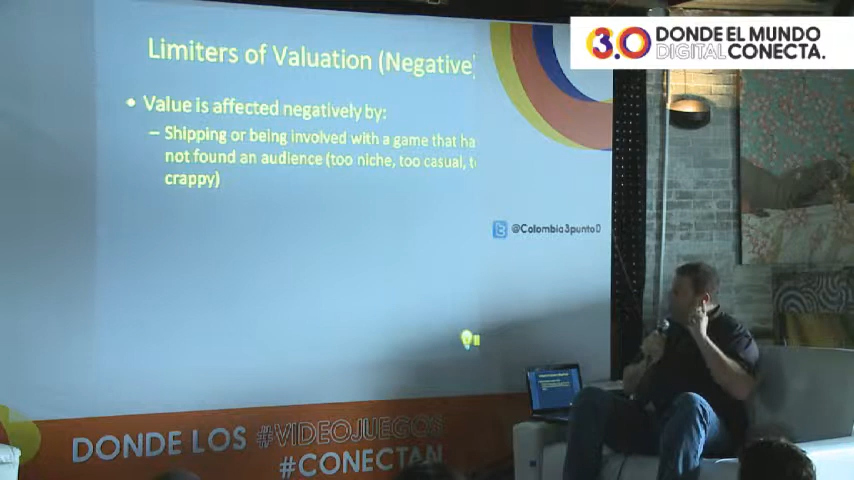 3.0
DONDE EL MUNDO
DIGITAL CONECTA.
Limiters of Valuation (Negative)
• Value is affected negatively by:
– Shipping or being involved with a game that ha
not found an audience (too niche, too casual, t
crappy)
@Colombia3punto0
DONDE LOS #VIDEOJUEGOS
#CONECTAN